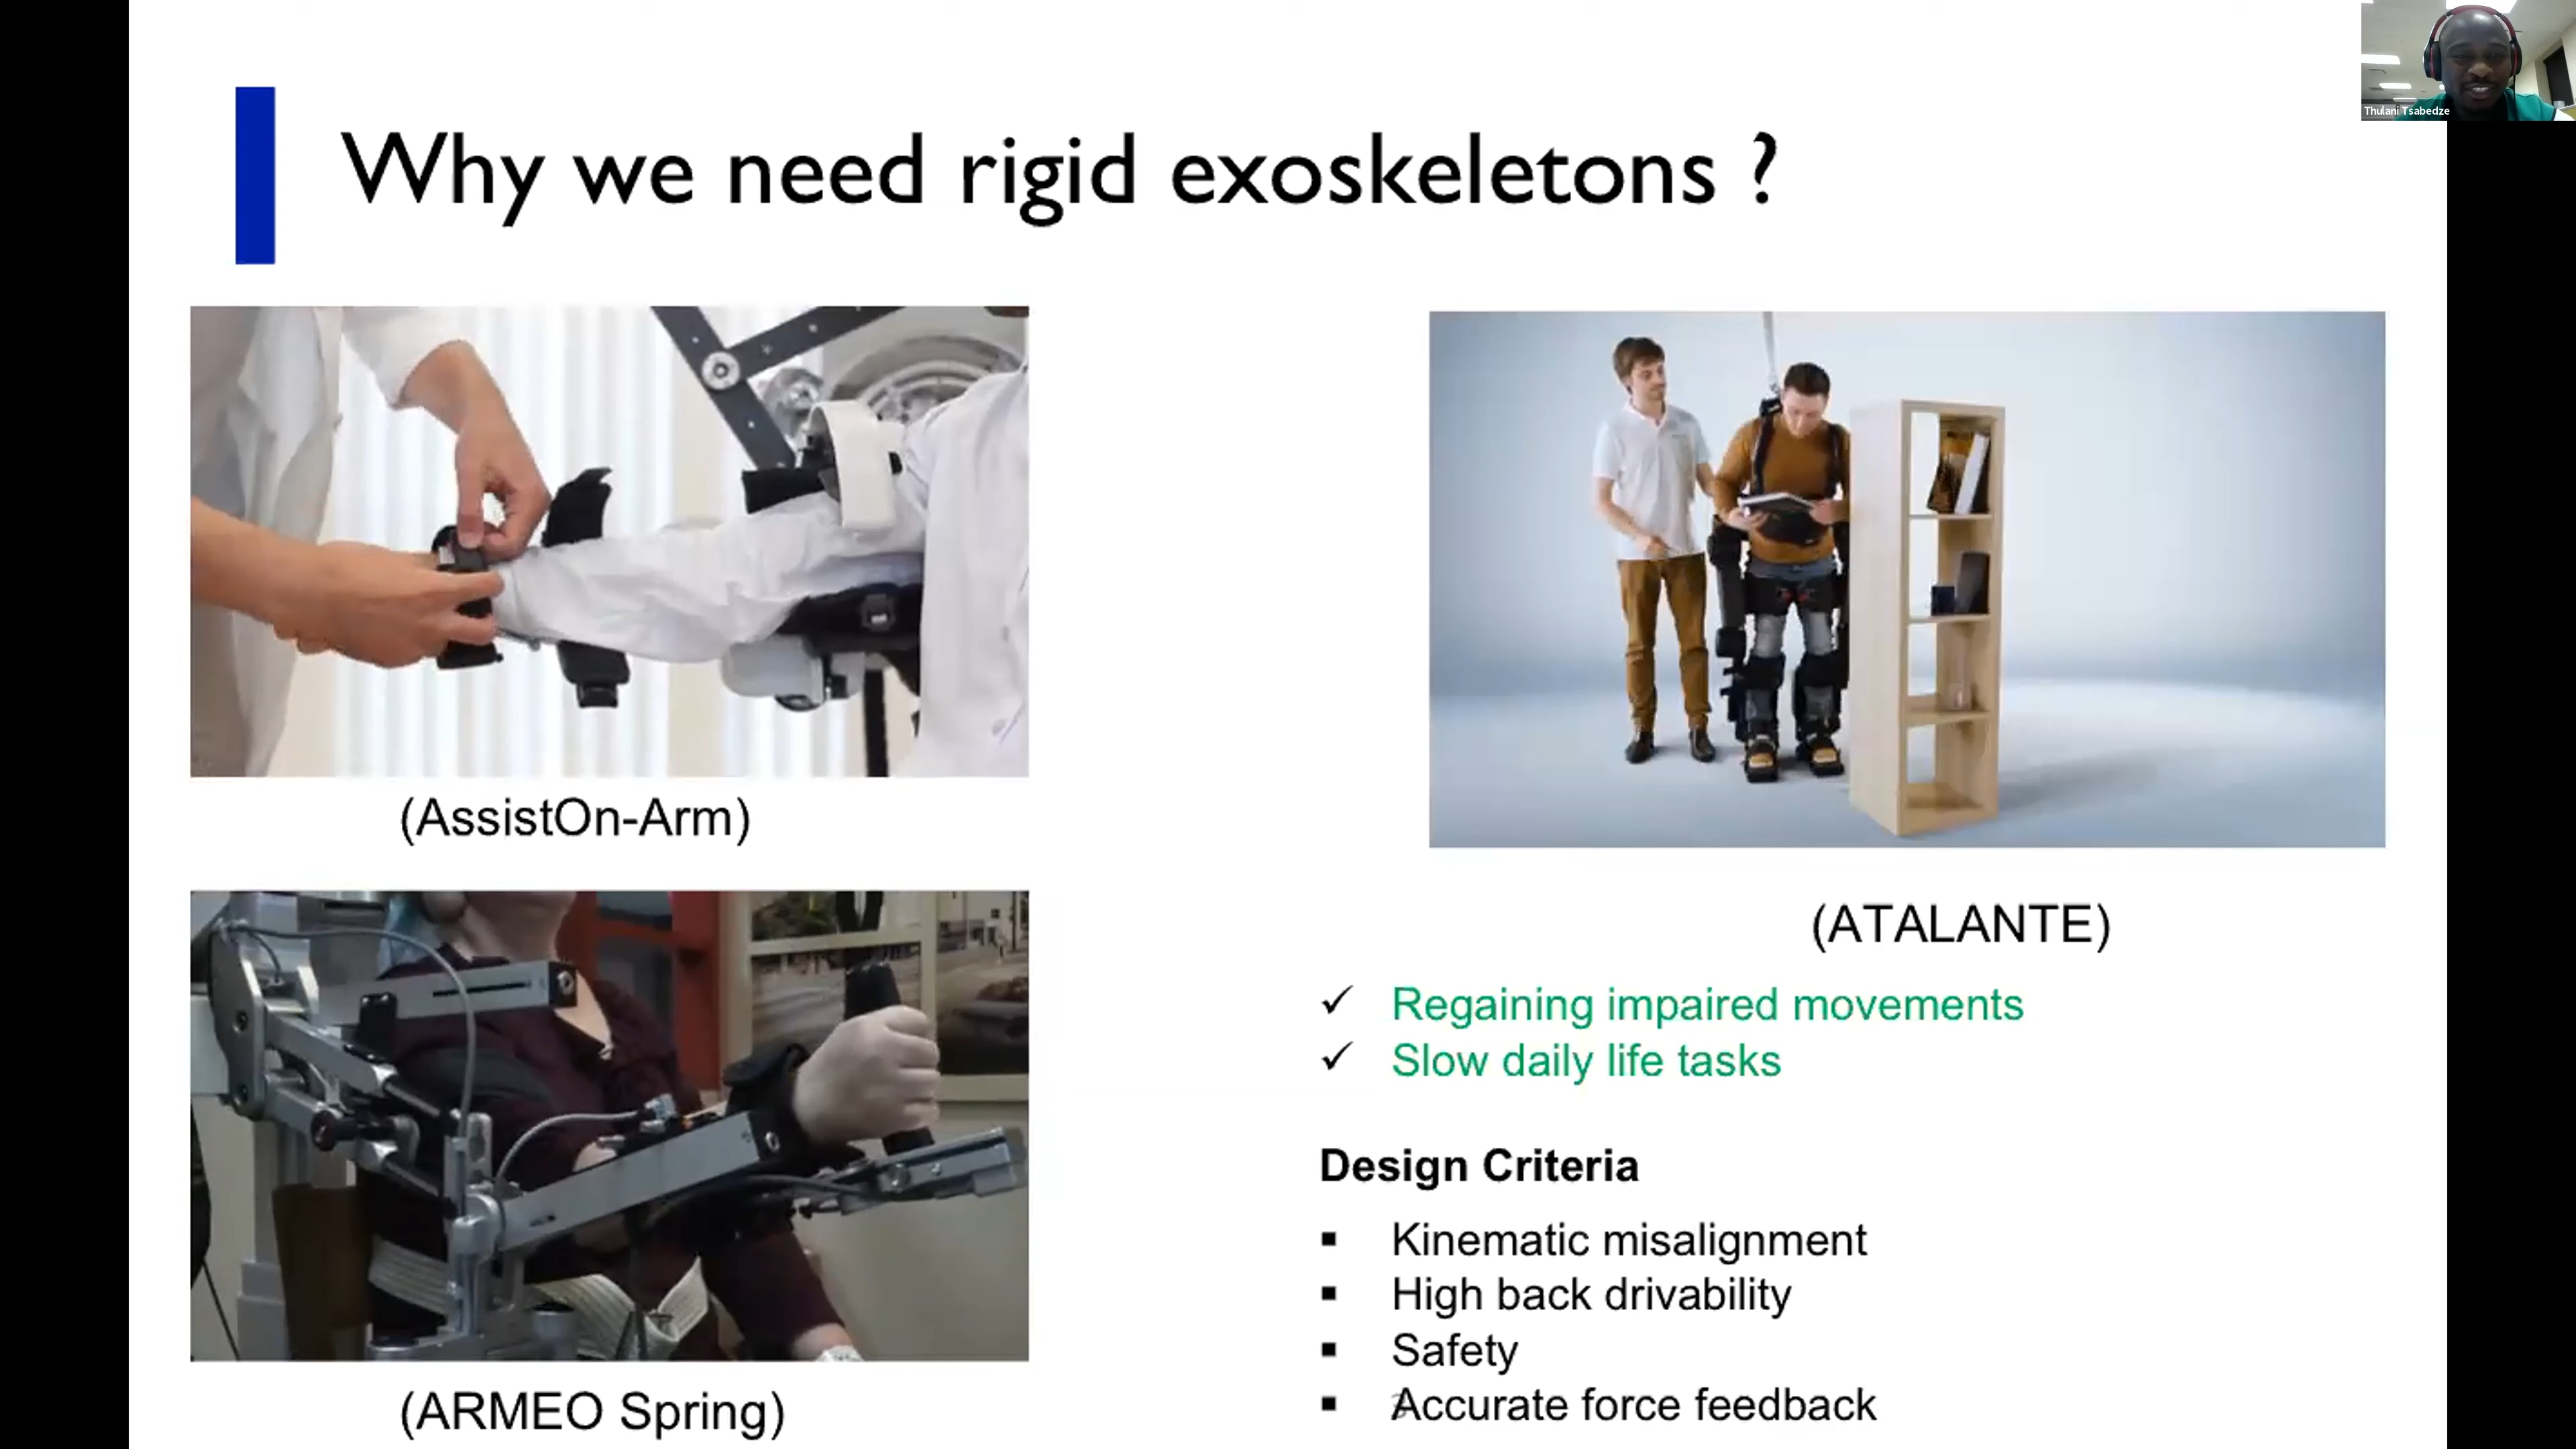 Thulani Tsabedze
Why we need rigid exoskeletons ?
(AssistOn-Arm)
(ARMEO Spring)
(ATALANTE)
✓ Regaining impaired movements
✓ Slow daily life tasks
Design Criteria
▪ Kinematic misalignment
▪ High back drivability
▪ Safety
▪ Accurate force feedback